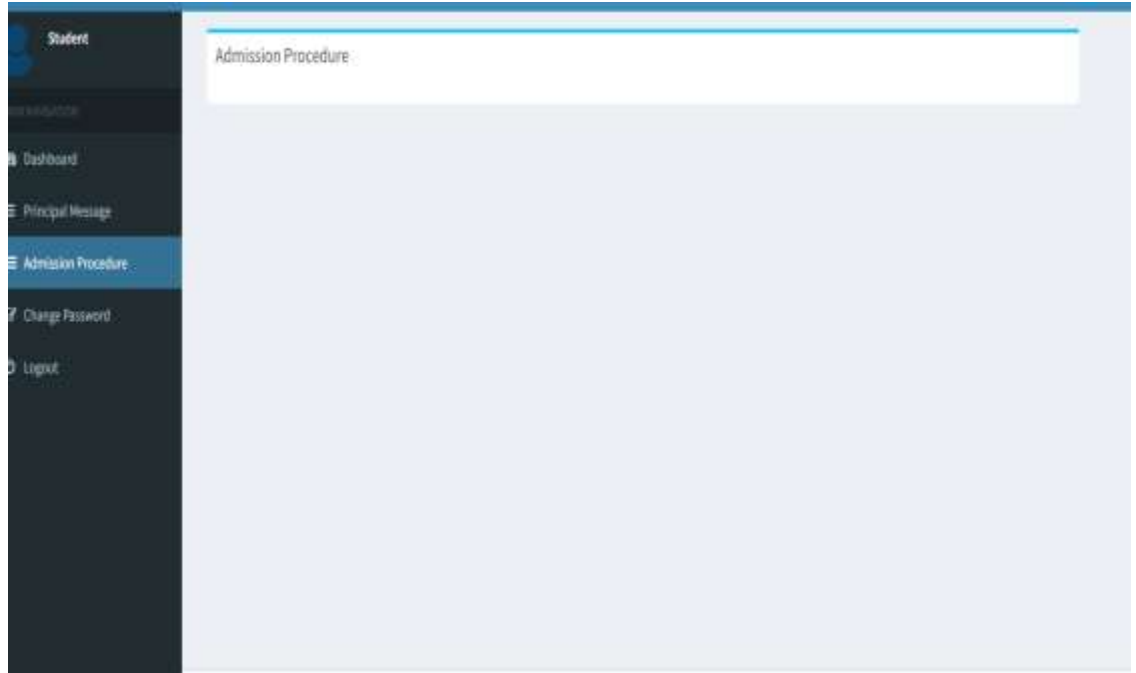 Student
Admission Procedure
Dashboard
Principal Message
Admission Procedure
Change Password
Logout